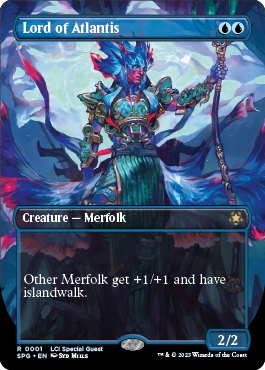 Lord of Atlantis
Creature — Merfolk
Other Merfolk get +1/+1 and have
islandwalk.
2/2
R 0001 LCI Special Guest
SPG • EN Syd Mills
™ & © 2023 Wizards of the Coast